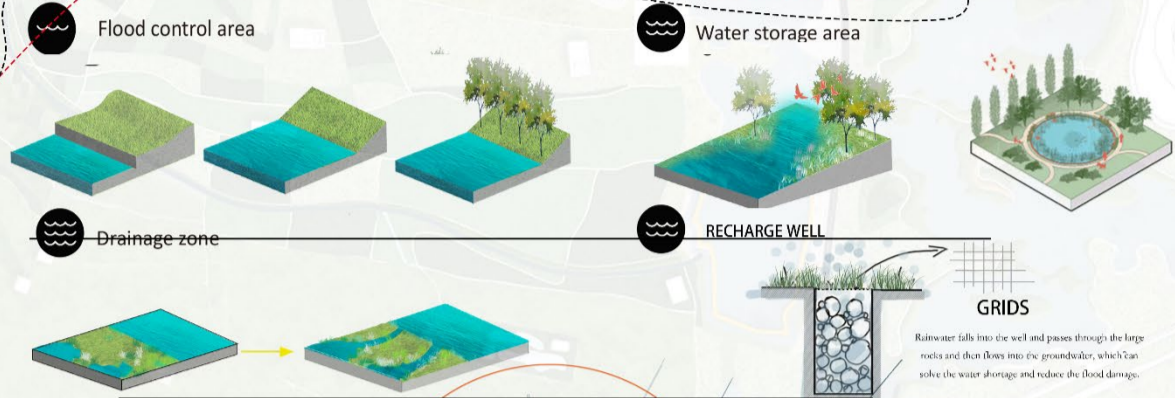 Flood control area
Water storage area
Drainage zone
RECHARGE WELL
GRIDS
Rainwater falls into the well and passes through the large
rocks and then flows into the groundwater, which can
solve the water shortage and reduce the flood damage.